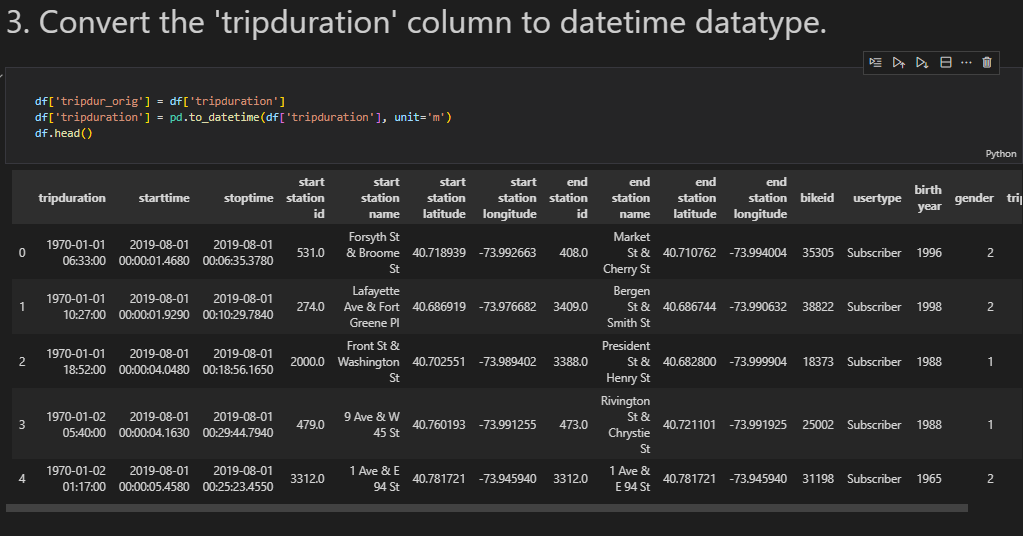 3. Convert the 'tripduration' column to datetime datatype.
df['tripdur_orig'] = df['tripduration']
df['tripduration'] = pd.to_datetime(df['tripduration'], unit='m')
df.head()
Python
tripduration starttime stoptime start station id start station name start station latitude start station longitude end station id end station name end station latitude end station longitude bikeid usertype birth year gender
0 1970-01-01 06:33:00 2019-08-01 00:00:01.4680 2019-08-01 00:06:35.3780 531.0 Forsyth St & Broome St 40.718939 -73.992663 408.0 Market St & Cherry St 40.710762 -73.994004 35305 Subscriber 1996 2
1 1970-01-01 10:27:00 2019-08-01 00:00:01.9290 2019-08-01 00:10:29.7840 274.0 Lafayette Ave & Fort Greene Pl 40.686919 -73.976682 3409.0 Bergen St & Smith St 40.686744 -73.990632 38822 Subscriber 1998 2
2 1970-01-01 18:52:00 2019-08-01 00:00:04.0480 2019-08-01 00:18:56.1650 2000.0 Front St & Washington St 40.702551 -73.989402 3388.0 President St & Henry St 40.682800 -73.999904 18373 Subscriber 1988 1
3 1970-01-02 05:40:00 2019-08-01 00:00:04.1630 2019-08-01 00:29:44.7940 479.0 9 Ave & W 45 St 40.760193 -73.991255 473.0 Rivington St & Chrystie St 40.721101 -73.991925 25002 Subscriber 1988 1
4 1970-01-02 01:17:00 2019-08-01 00:00:05.4580 2019-08-01 00:25:23.4550 3312.0 1 Ave & E 94 St 40.781721 -73.945940 3312.0 1 Ave & E 94 St 40.781721 -73.945940 31198 Subscriber 1965 2